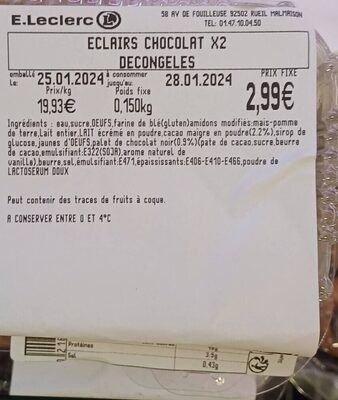 E.Leclerc L
58 AV DE FOUILLEUSE 92502 RUEIL MALMAISON
TEL: 01.47.10.04.50
ECLAIRS CHOCOLAT X2
DECONGELES
emballé Le: 25.01.2024 à consommer jusqu'au: 28.01.2024 PRIX FIXE
Prix/kg Poids fixe
19,93€ 0,150kg 2,99€
Ingrédients : eau,sucre,OEUFS,farine de blé(gluten)amidons modifiés:mais-pomme
de terre,Lait entier,LAIT écrémé en poudre,cacao maigre en poudre(2.2%),sirop de
glucose,jaunes d'OEUFS,palet de chocolat noir(0.9%)(pate de cacao,sucre,beurre
de cacao,emulsifiant:E322(SOJA),arome naturel de
vanille),beurre,sel,émulsifiant:E471,épaississants:E406-E410-E466,poudre de
LACTOSERUM DOUX
Peut contenir des traces de fruits à coque.
A CONSERVER ENTRE 0 ET 4°C
Protéines 3.5g
Sel 0.43g